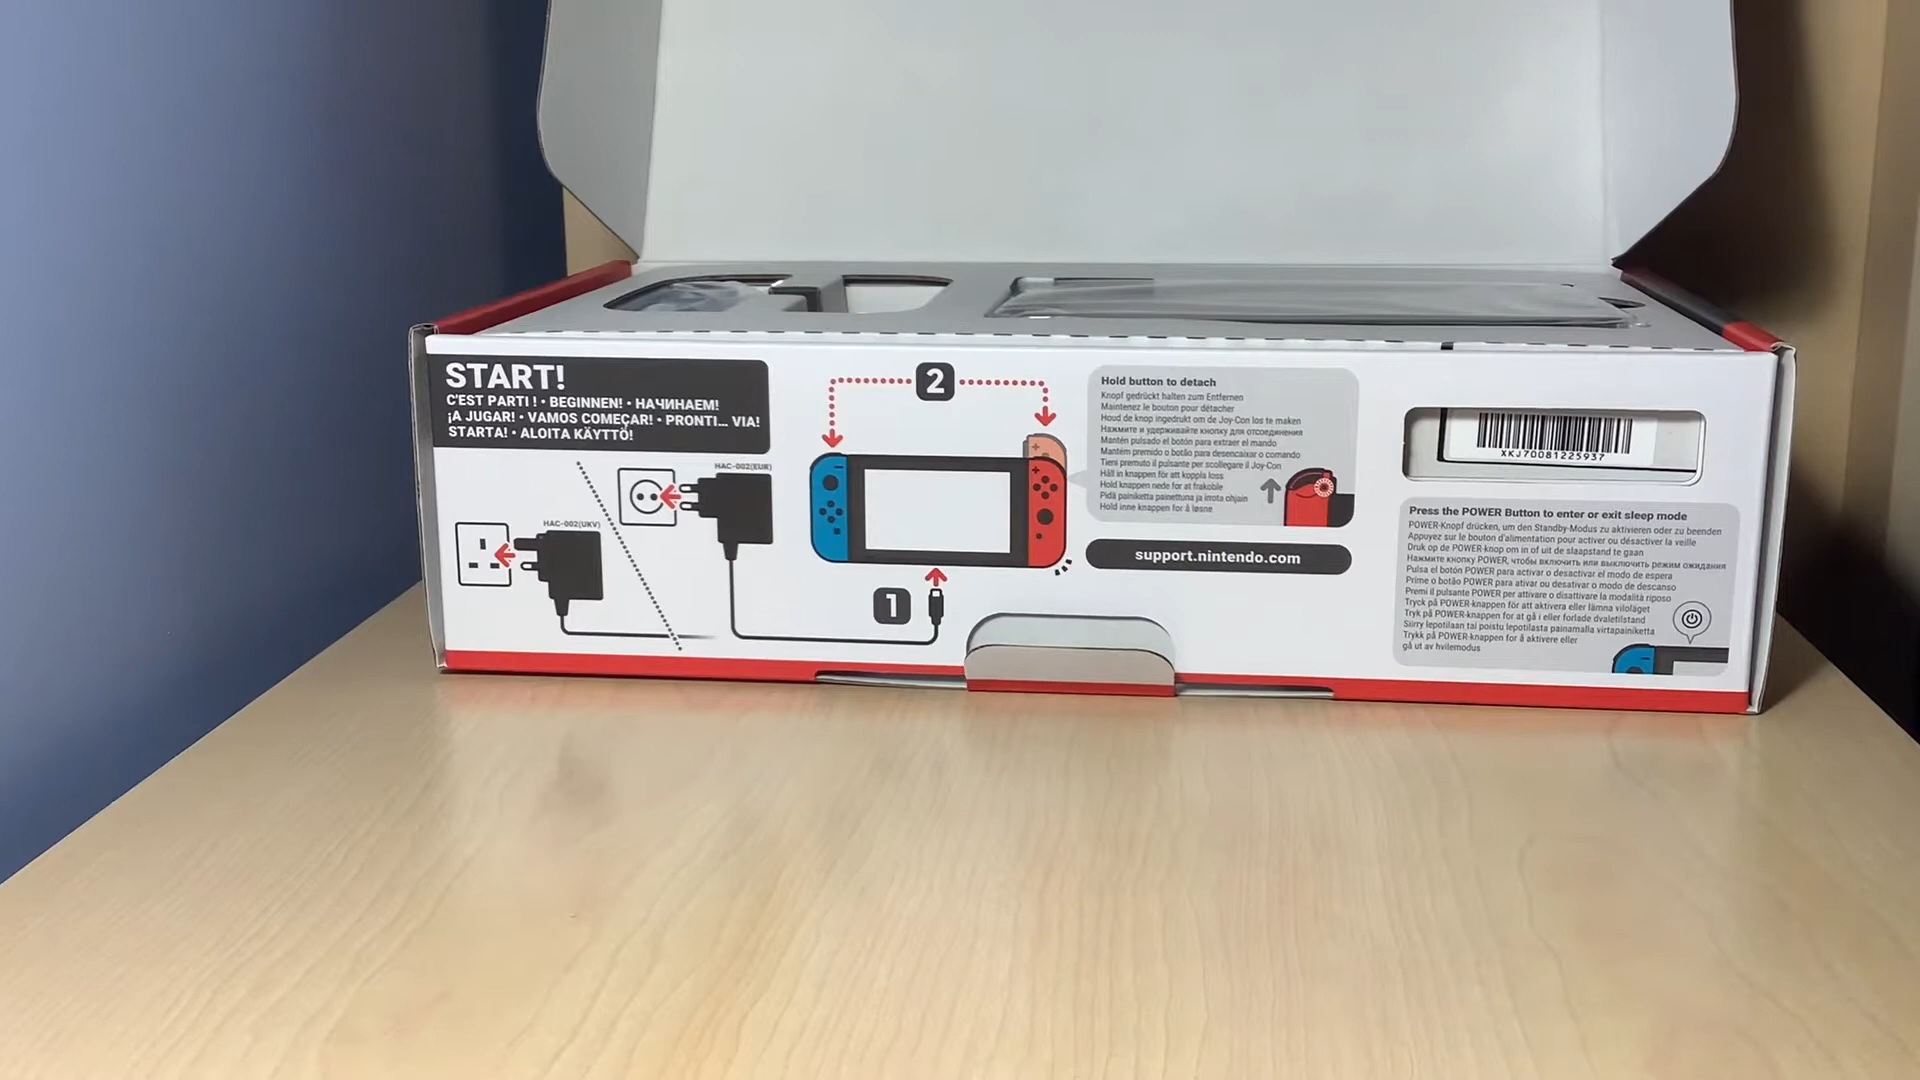 START!
C'EST PARTI ! • BEGINNEN! • НАЧИНАЕМ!
¡A JUGAR! • VAMOS COMEÇAR! • PRONTI... VIA!
STARTA! • ALOITA KÄYTTÖ!
HAC-002(EUR)
HAC-002(UKV)
2
1
Hold button to detach
Knopf gedrückt halten zum Entfernen
Maintenez le bouton pour détacher
Houd de knop ingedrukt om de Joy-Con los te maken
Нажмите и удерживайте кнопку для отсоединения
Mantén pulsado el botón para extraer el mando
Mantém premido o botão para desencaixar o comando
Tieni premuto il pulsante per scollegare il Joy-Con
Håll in knappen för att koppla loss
Hold knappen nede for at frakoble
Pidä painiketta painettuna ja irrota ohjain
Hold inne knappen for å løsne
support.nintendo.com
XKJ70081225937
Press the POWER Button to enter or exit sleep mode
POWER-Knopf drücken, um den Standby-Modus zu aktivieren oder zu beenden
Appuyez sur le bouton d'alimentation pour activer ou désactiver la veille
Druk op de POWER-knop om in of uit de slaapstand te gaan
Нажмите кнопку POWER, чтобы включить или выключить режим ожидания
Pulsa el botón POWER para activar o desactivar el modo de espera
Prime o botão POWER para ativar ou desativar o modo de descanso
Premi il pulsante POWER per attivare o disattivare la modalità riposo
Tryck på POWER-knappen för att aktivera eller lämna viloläget
Tryk på POWER-knappen for at gå i eller forlade dvaletilstand
Siirry lepotilaan tai poistu lepotilasta painamalla virtapainiketta
Trykk på POWER-knappen for å aktivere eller
gå ut av hvilemodus